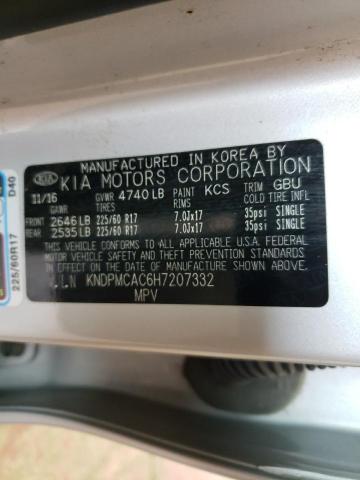 MANUFACTURED IN KOREA BY
KIA KIA MOTORS CORPORATION
11/16 GVWR 4740 LB PAINT KCS TRIM GBU
GAWR TIRES RIMS COLD TIRE INFL
FRONT 2646 LB 225/60 R17 7.0Jx17 35psi SINGLE
REAR 2535 LB 225/60 R17 7.0Jx17 35psi SINGLE
THIS VEHICLE CONFORMS TO ALL APPLICABLE U.S.A. FEDERAL
MOTOR VEHICLE SAFETY AND THEFT PREVENTION STANDARDS
IN EFFECT ON THE DATE OF MANUFACTURE SHOWN ABOVE.
KNDPMCAC6H7207332
MPV
225/60R17 D40